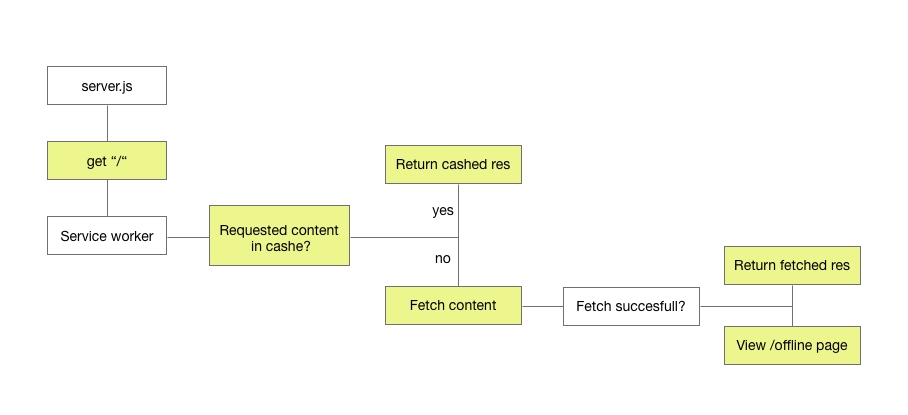 server.js
get “/“
Service worker
Requested content
in cashe?
Return cashed res
yes
no
Fetch content
Fetch succesfull?
Return fetched res
View /offline page